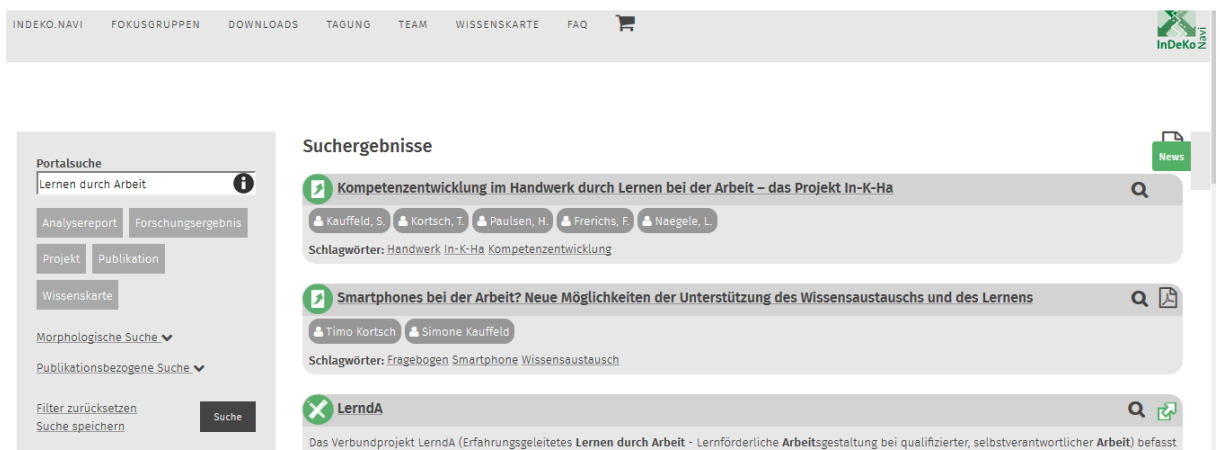 INDEKO.NAVI FOKUSGRUPPEN DOWNLOADS TAGUNG TEAM WISSENSKARTE FAQ
InDeKo Navi
Portalsuche
Lernen durch Arbeit
Analysereport Forschungsergebnis
Projekt Publikation
Wissenskarte
Morphologische Suche
Publikationsbezogene Suche
Filter zurücksetzen
Suche speichern
Suche
Suchergebnisse
News
Kompetenzentwicklung im Handwerk durch Lernen bei der Arbeit – das Projekt In-K-Ha
Kauffeld, S. Kortsch, T. Paulsen, H. Frerichs, F. Naegele, L.
Schlagwörter: Handwerk In-K-Ha Kompetenzentwicklung
Smartphones bei der Arbeit? Neue Möglichkeiten der Unterstützung des Wissensaustauschs und des Lernens
Timo Kortsch Simone Kauffeld
Schlagwörter: Fragebogen Smartphone Wissensaustausch
LerndA
Das Verbundprojekt LerndA (Erfahrungsgeleitetes Lernen durch Arbeit - Lernförderliche Arbeitsgestaltung bei qualifizierter, selbstverantwortlicher Arbeit) befasst